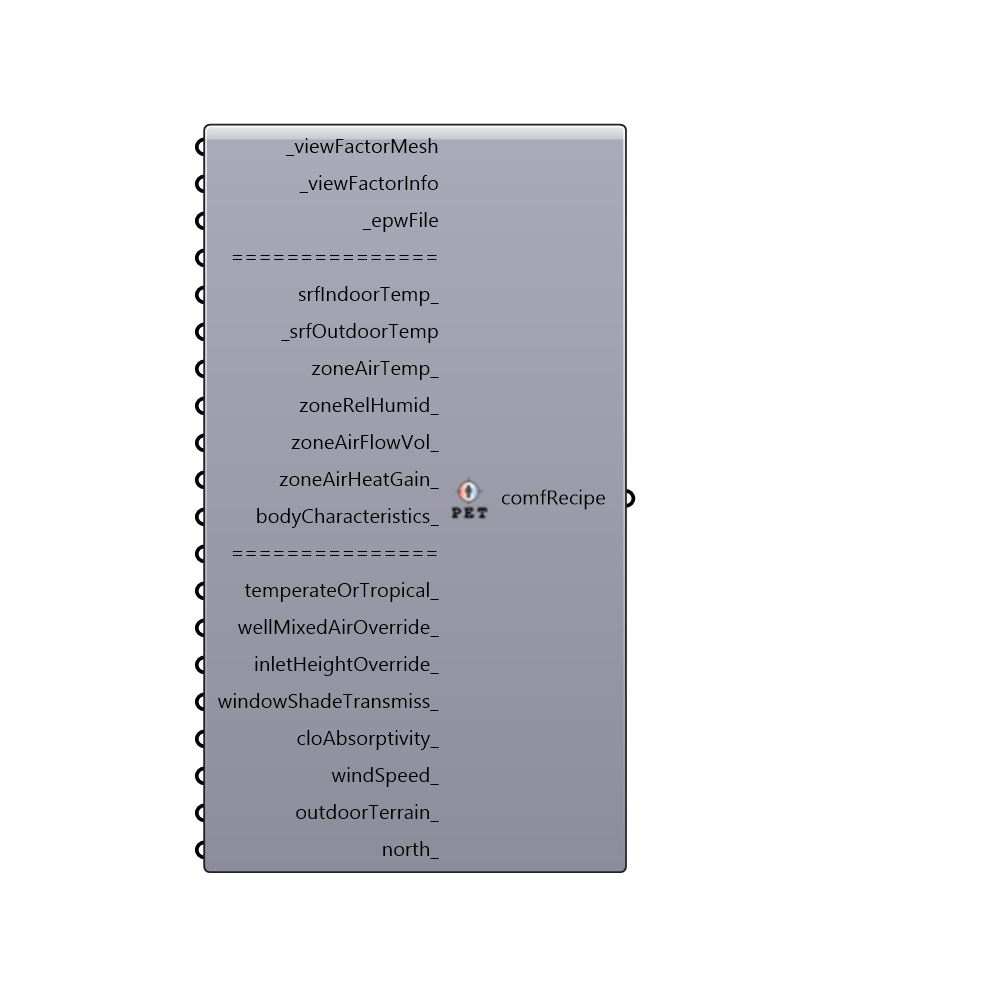 _viewFactorMesh
_viewFactorInfo
_epwFile
===============
srfIndoorTemp_
_srfOutdoorTemp
zoneAirTemp_
zoneRelHumid_
zoneAirFlowVol_
zoneAirHeatGain_
bodyCharacteristics_
===============
temperateOrTropical_
wellMixedAirOverride_
inletHeightOverride_
windowShadeTransmiss_
cloAbsorptivity_
windSpeed_
outdoorTerrain_
north_
PET
comfRecipe